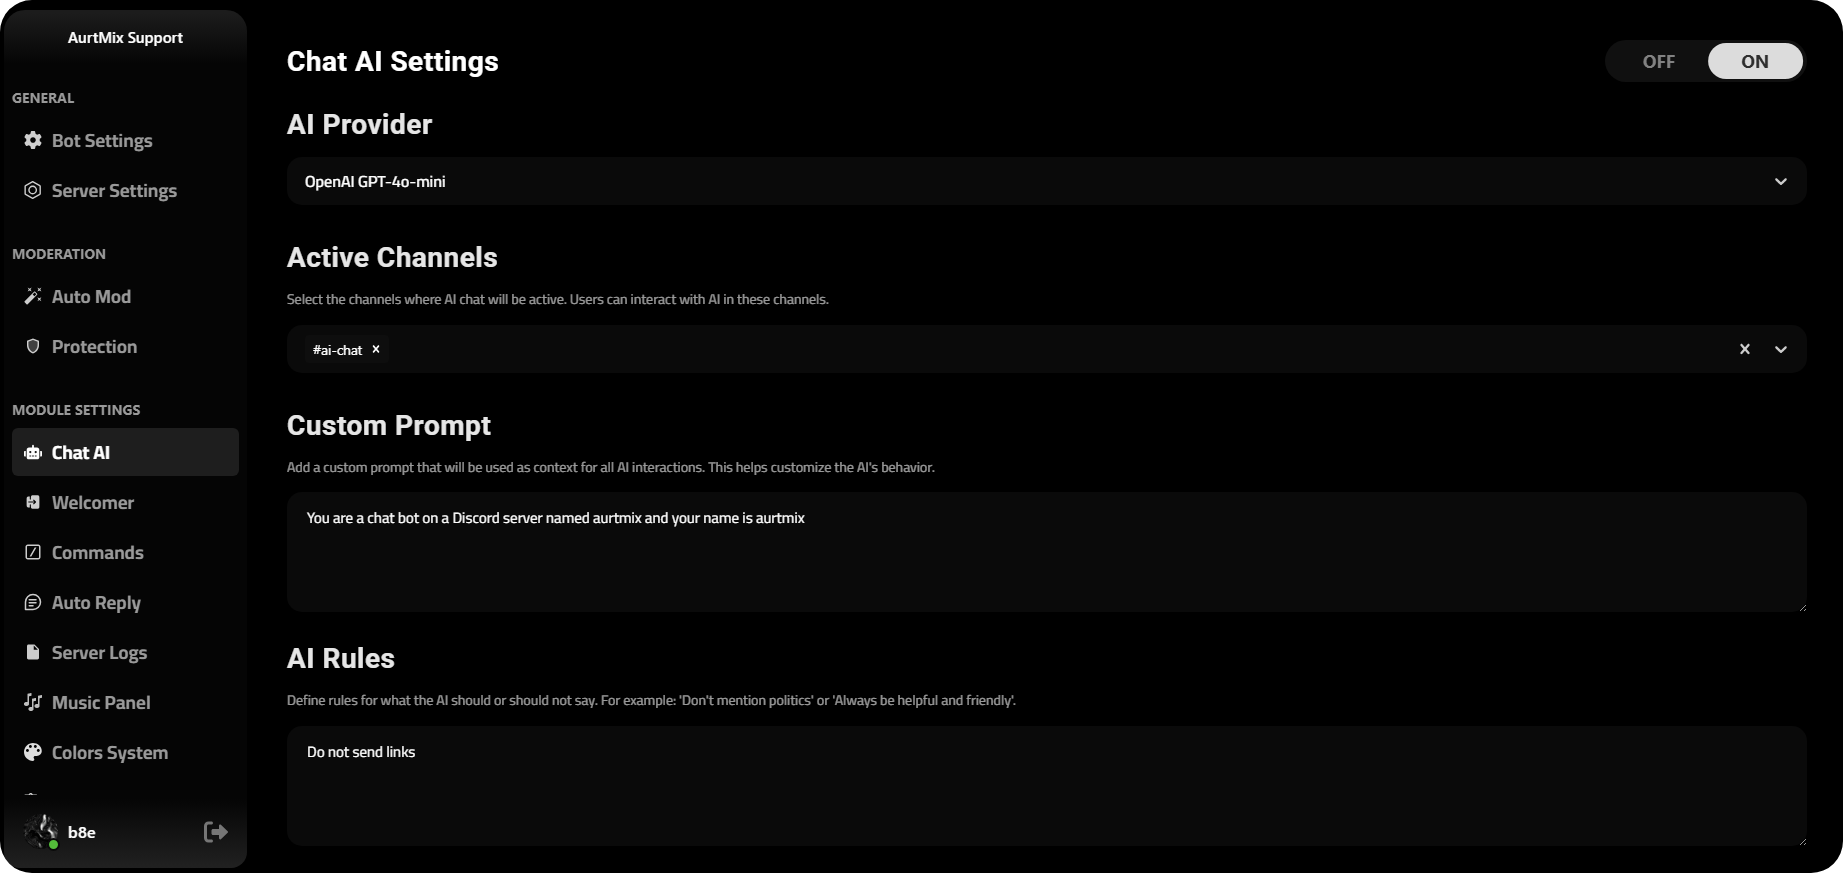 AurtMix Support
GENERAL
Bot Settings
Server Settings
MODERATION
Auto Mod
Protection
MODULE SETTINGS
Chat AI
Welcomer
Commands
Auto Reply
Server Logs
Music Panel
Colors System
b8e
Chat AI Settings
OFF ON
AI Provider
OpenAI GPT-4o-mini
Active Channels
Select the channels where AI chat will be active. Users can interact with AI in these channels.
#ai-chat
Custom Prompt
Add a custom prompt that will be used as context for all AI interactions. This helps customize the AI's behavior.
You are a chat bot on a Discord server named aurtmix and your name is aurtmix
AI Rules
Define rules for what the AI should or should not say. For example: 'Don't mention politics' or 'Always be helpful and friendly'.
Do not send links